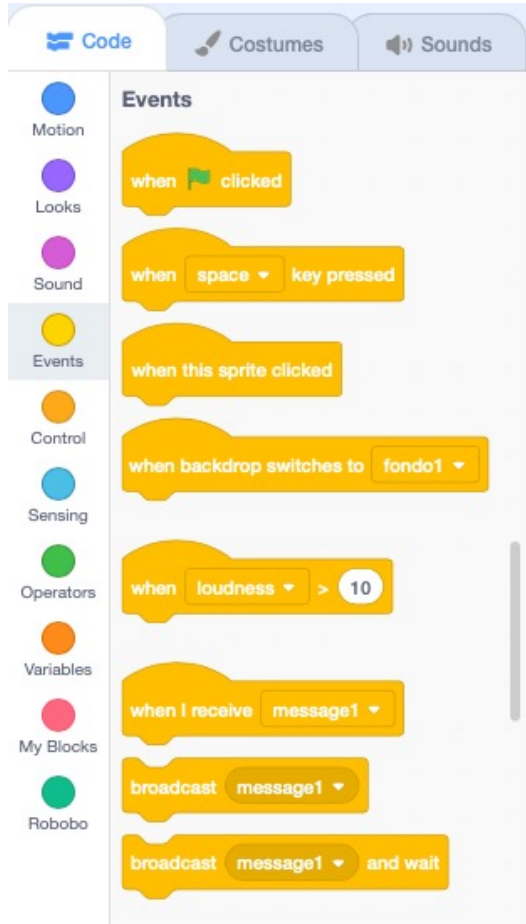 Code
Costumes
Sounds
Motion
Looks
Sound
Events
Control
Sensing
Operators
Variables
My Blocks
Robobo
Events
when clicked
when space key pressed
when this sprite clicked
when backdrop switches to fondo1
when loudness > 10
when I receive message1
broadcast message1
broadcast message1 and wait